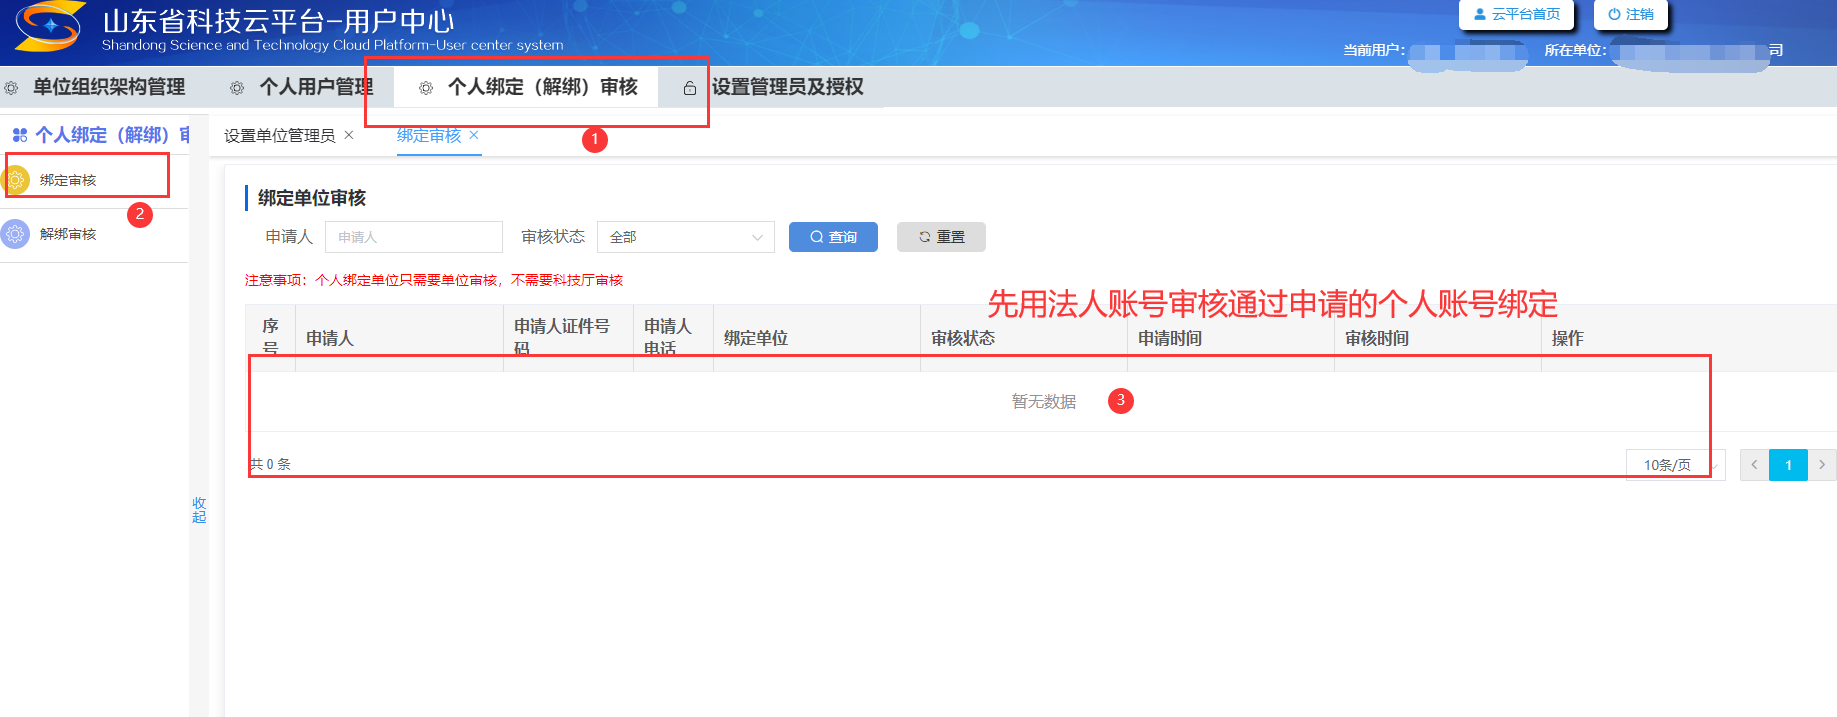 山东省科技云平台-用户中心
Shandong Science and Technology Cloud Platform-User center system
云平台首页
注销
当前用户：
所在单位：
司
单位组织架构管理
个人用户管理
个人绑定（解绑）审核
设置管理员及授权
1
个人绑定（解绑）审
绑定审核
2
解绑审核
收起
设置单位管理员 ×
绑定审核 ×
绑定单位审核
申请人 申请人
审核状态 全部
查询
重置
注意事项：个人绑定单位只需要单位审核，不需要科技厅审核
先用法人账号审核通过申请的个人账号绑定
序号
申请人
申请人证件号码
申请人电话
绑定单位
审核状态
申请时间
审核时间
操作
暂无数据
3
共 0 条
10条/页
1